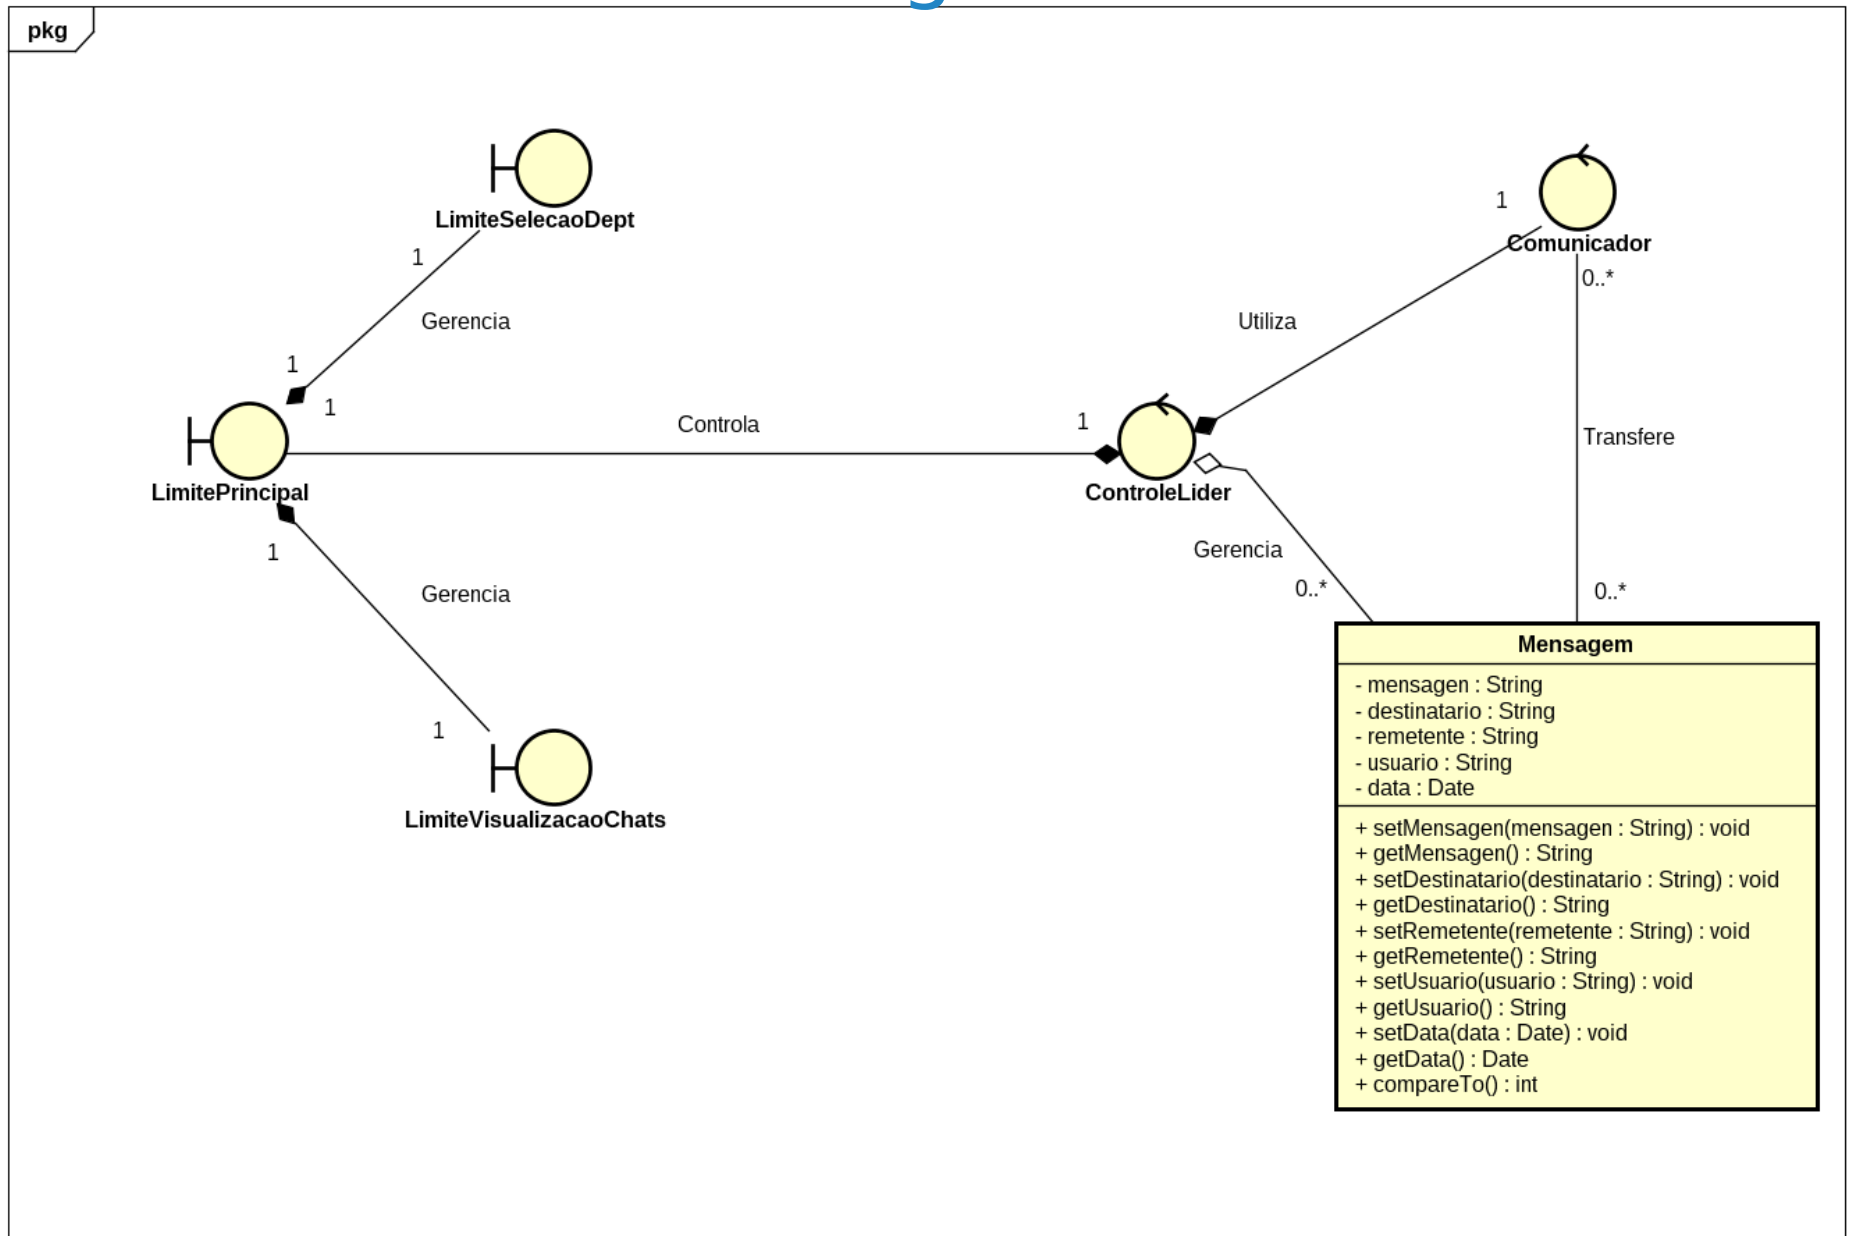 pkg
LimiteSelecaoDept
1
Gerencia
1
1
Controla
1
LimitePrincipal
1
Gerencia
1
LimiteVisualizacaoChats
ControleLider
Utiliza
1
Comunicador
0..*
Transfere
0..*
Gerencia
0..*
Mensagem
- mensagen : String
- destinatario : String
- remetente : String
- usuario : String
- data : Date
+ setMensagen(mensagen : String) : void
+ getMensagen() : String
+ setDestinatario(destinatario : String) : void
+ getDestinatario() : String
+ setRemetente(remetente : String) : void
+ getRemetente() : String
+ setUsuario(usuario : String) : void
+ getUsuario() : String
+ setData(data : Date) : void
+ getData() : Date
+ compareTo() : int